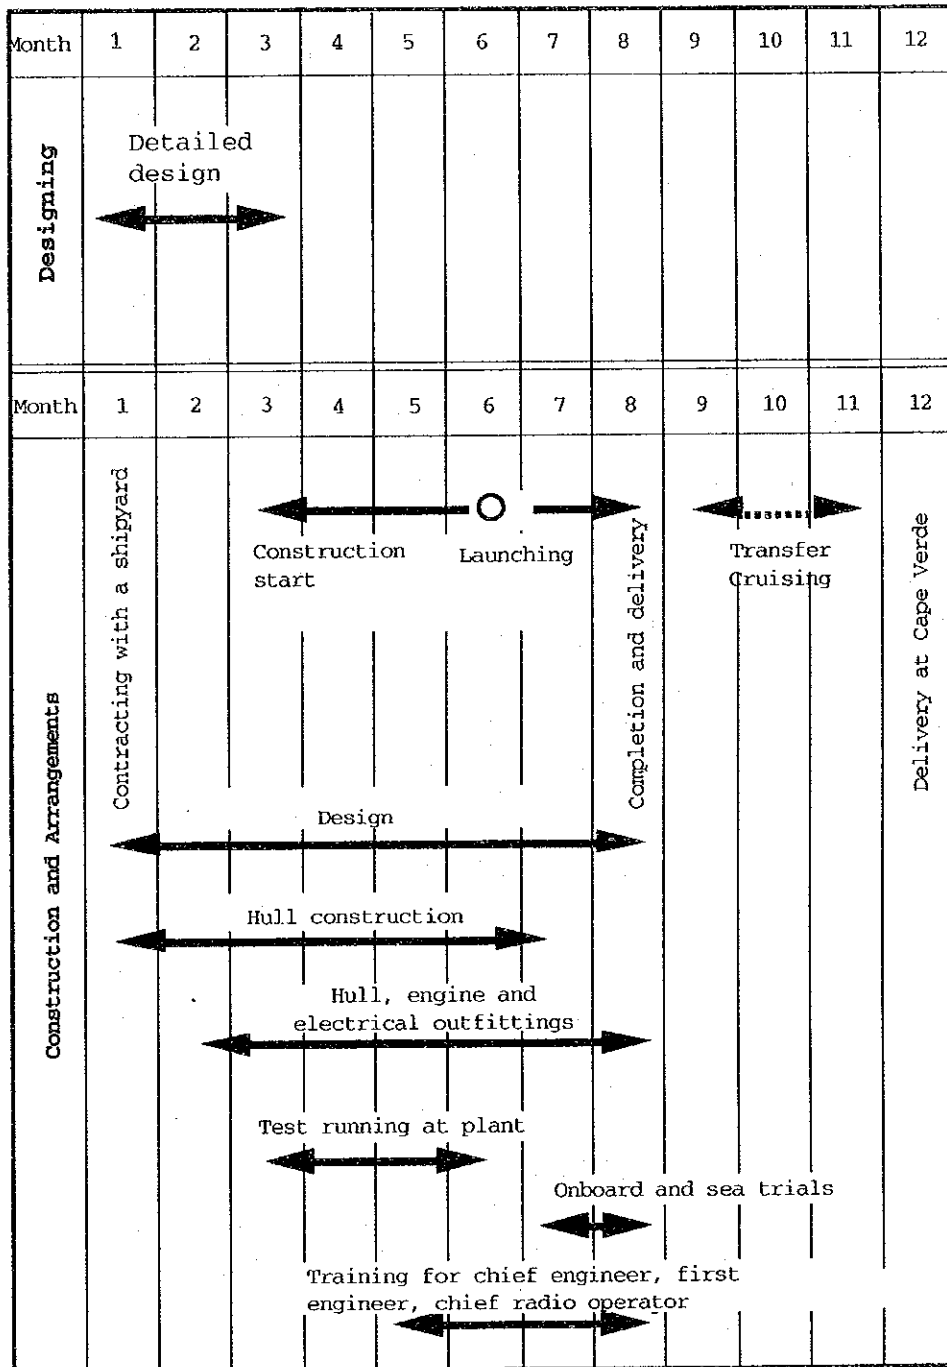 Month 1 2 3 4 5 6 7 8 9 10 11 12
Designing
Detailed
design
Month 1 2 3 4 5 6 7 8 9 10 11 12
Construction and Arrangements
Contracting with a shipyard
Construction
start
Launching
Completion and delivery
Transfer
Cruising
Delivery at Cape Verde
Design
Hull construction
Hull, engine and
electrical outfittings
Test running at plant
Onboard and sea trials
Training for chief engineer, first
engineer, chief radio operator